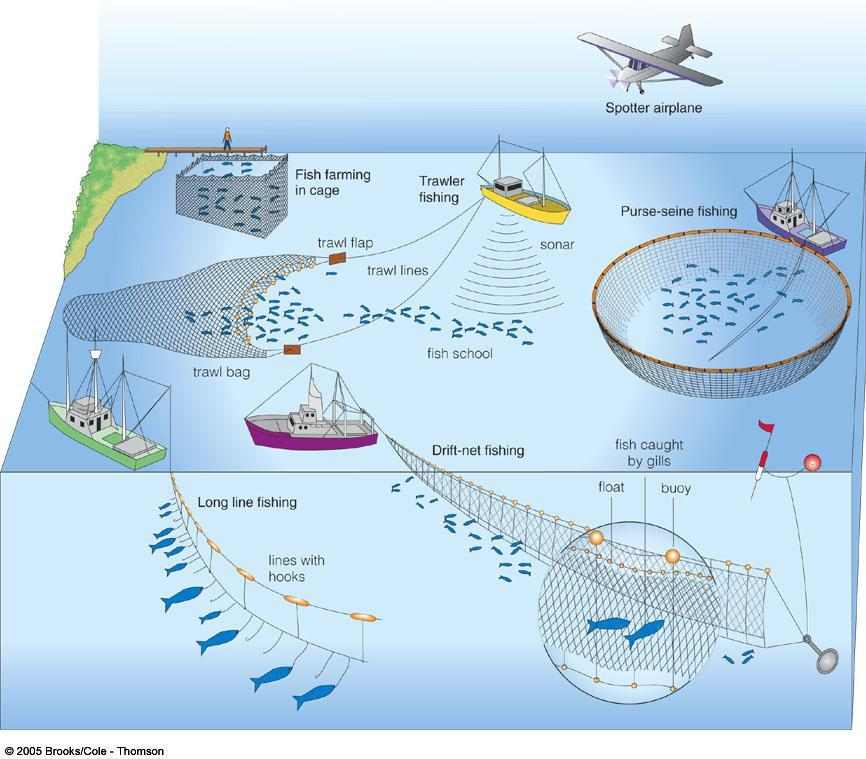 Spotter airplane
Fish farming
in cage
Trawler
fishing
Purse-seine fishing
trawl flap
sonar
trawl lines
fish school
trawl bag
Drift-net fishing
fish caught
by gills
float
buoy
Long line fishing
lines with
hooks
© 2005 Brooks/Cole - Thomson